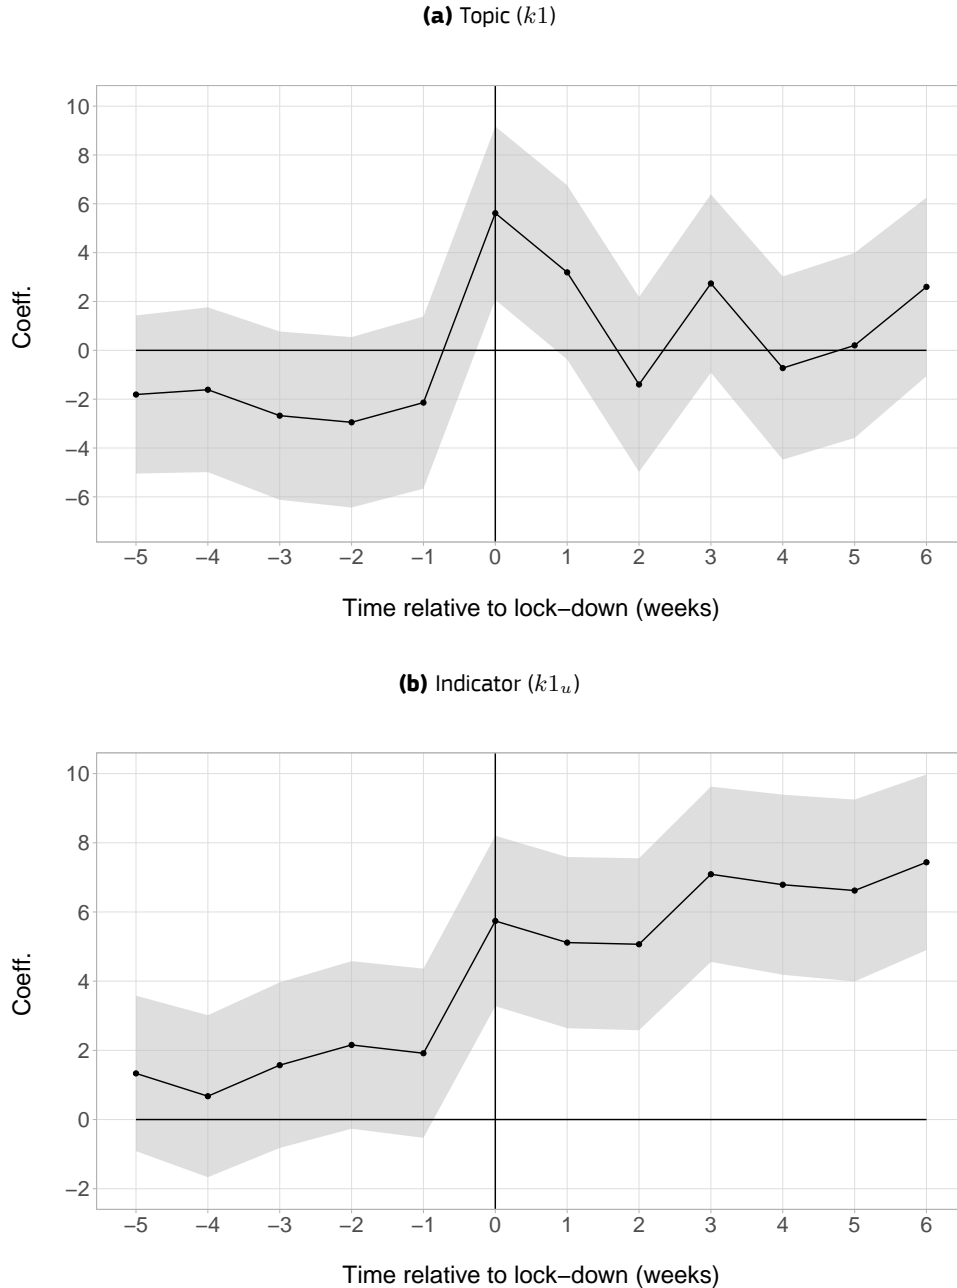 (a) Topic (k1)
10
8
6
4
2
0
−2
−4
−6
Coeff.
−5 −4 −3 −2 −1 0 1 2 3 4 5 6
Time relative to lock−down (weeks)
(b) Indicator (k1u)
10
8
6
4
2
0
−2
Coeff.
−5 −4 −3 −2 −1 0 1 2 3 4 5 6
Time relative to lock−down (weeks)